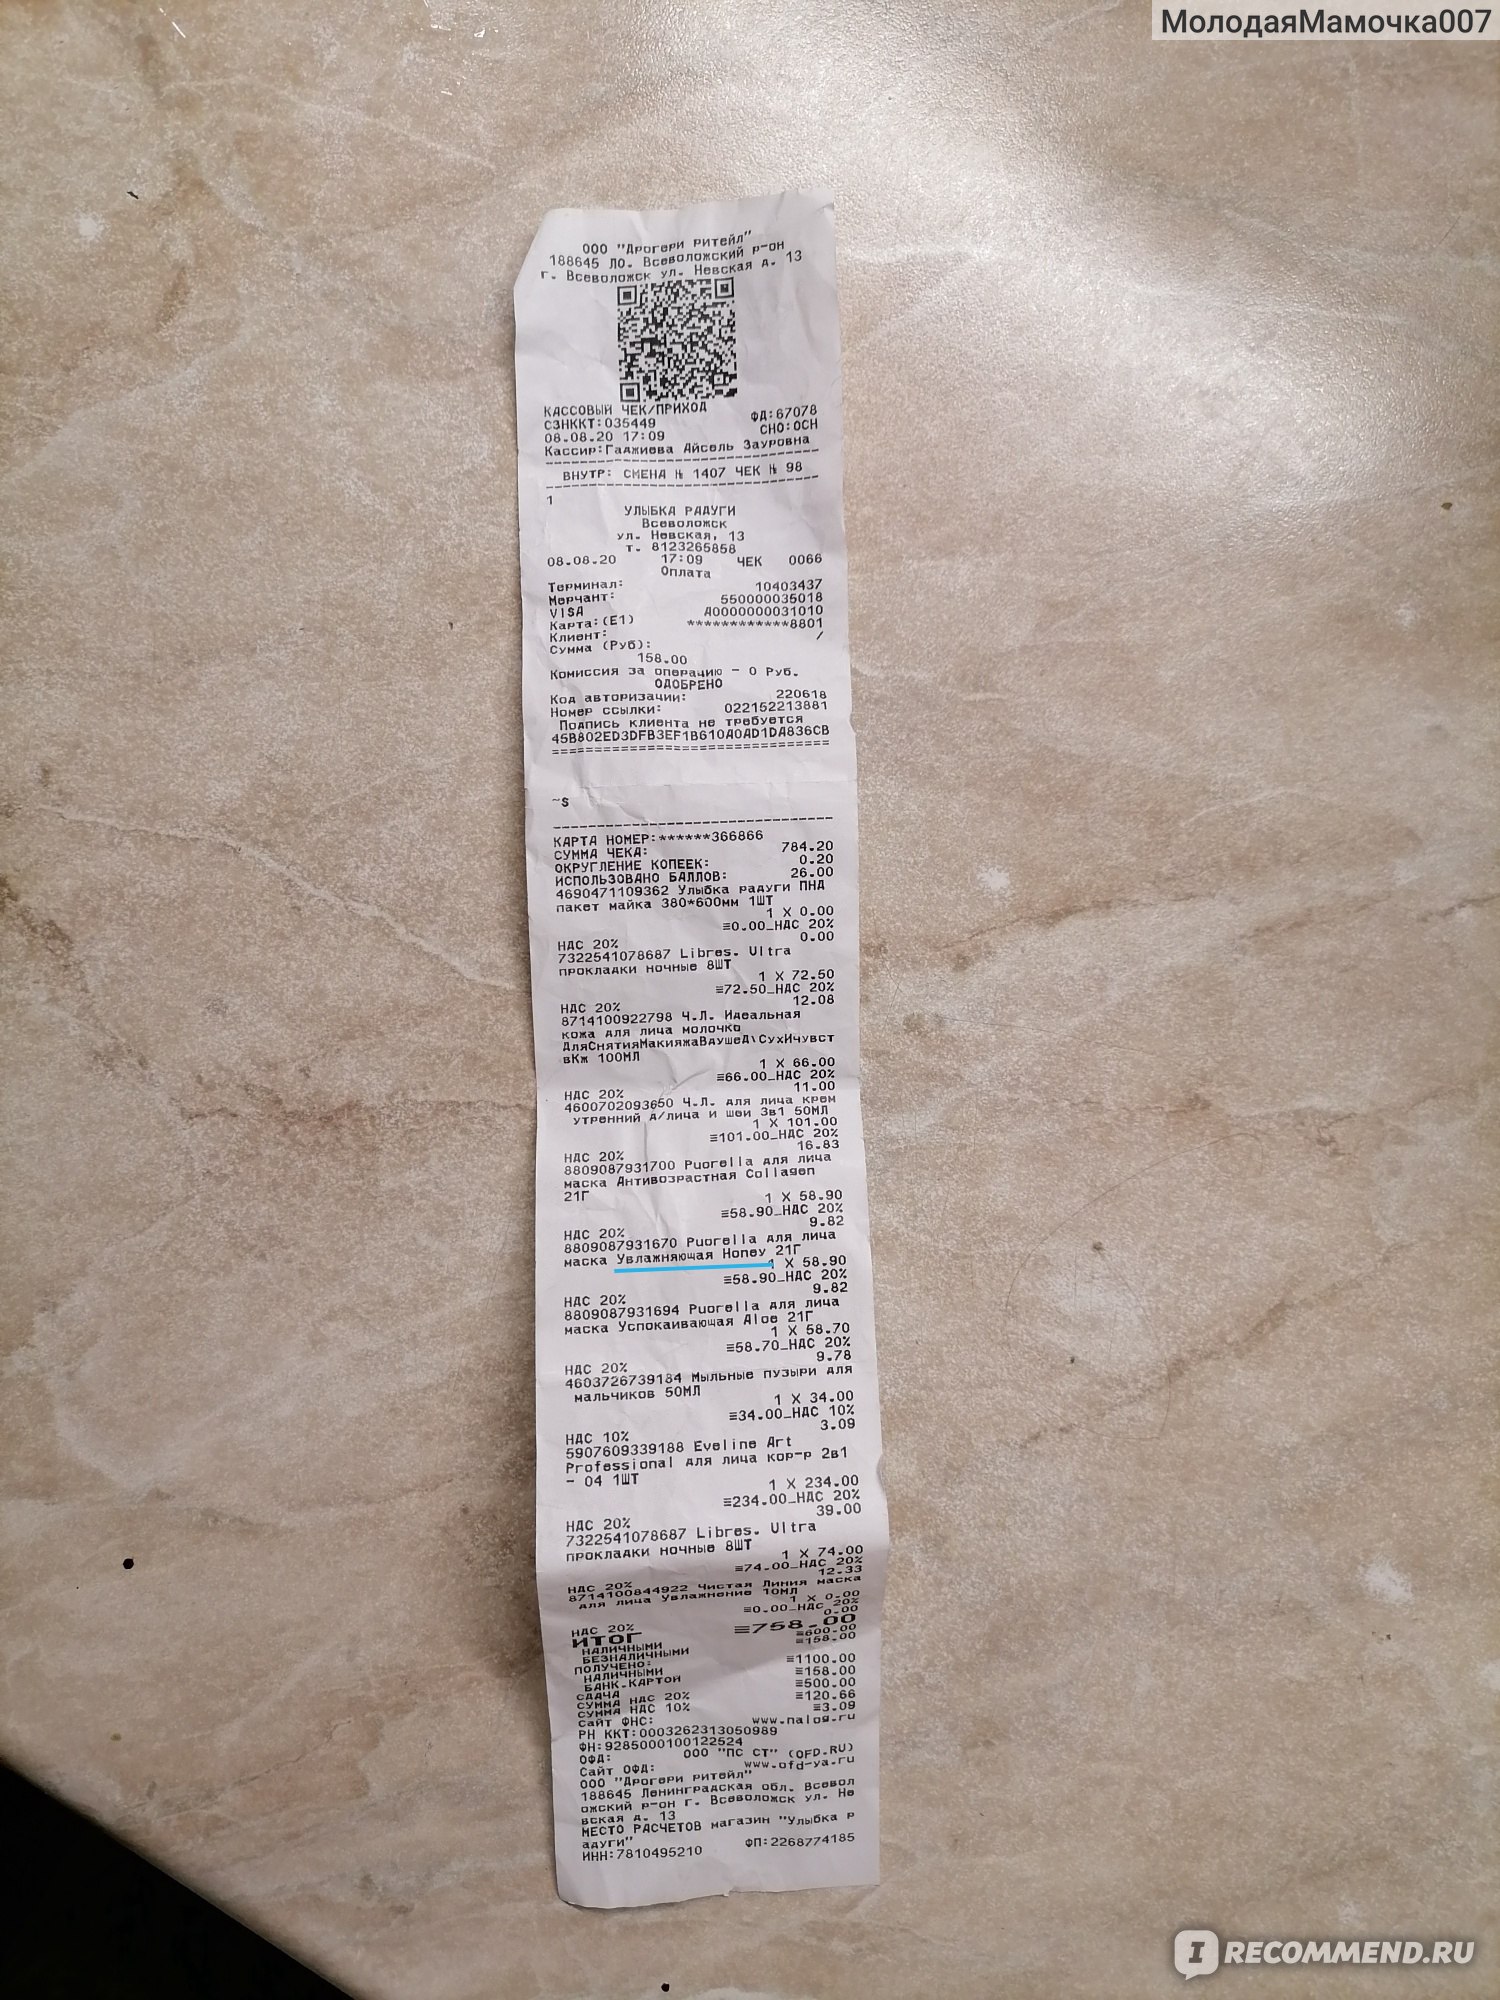 МолодаяМамочка007
ООО "Дрогери ритейл"
188645 ЛО. Всеволожский р-он
г. Всеволожск ул. Невская д. 13
КАССОВЫЙ ЧЕК/ПРИХОД
ФД:67078
СЗНККТ:035449
СНО:ОСН
08.08.20 17:09
Кассир:Гаджиева Айсель Зауровна
ВНУТР: СМЕНА № 1407 ЧЕК № 98
1
УЛЫБКА РАДУГИ
Всеволожск
ул. Невская, 13
т. 8123265858
08.08.20 17:09 ЧЕК 0066
Оплата
Терминал: 10403437
Мерчант: 550000035018
VISA A0000000031010
Карта:(E1) ************8801
Клиент: /
Сумма (Руб):
158.00
Комиссия за операцию - 0 Руб.
ОДОБРЕНО
Код авторизации: 220618
Номер ссылки: 022152213881
Подпись клиента не требуется
45B802ED3DFB3EF1B610A0AD1DA836CB
==============================
~S
КАРТА НОМЕР:******366866
СУММА ЧЕКА: 784.20
ОКРУГЛЕНИЕ КОПЕЕК: 0.20
ИСПОЛЬЗОВАНО БАЛЛОВ: 26.00
4690471109362 Улыбка радуги ПНД
пакет майка 380*600мм 1ШТ
1 X 0.00
≡0.00_НДС 20%
НДС 20% 0.00
7322541078687 Libres. Ultra
прокладки ночные 8ШТ
1 X 72.50
≡72.50_НДС 20%
НДС 20% 12.08
8714100922798 Ч.Л. Идеальная
кожа для лица молочко
ДляСнятияМакияжаВдушеД\СухИчувст
вКж 100МЛ
1 X 66.00
≡66.00_НДС 20%
НДС 20% 11.00
4600702093650 Ч.Л. для лица крем
утренний д/лица и шеи 3в1 50МЛ
1 X 101.00
≡101.00_НДС 20%
НДС 20% 16.83
8809087931700 Puorella для лица
маска Антивозрастная Collagen
21Г
1 X 58.90
≡58.90_НДС 20%
НДС 20% 9.82
8809087931670 Puorella для лица
маска Увлажняющая Honey 21Г
1 X 58.90
≡58.90_НДС 20%
НДС 20% 9.82
8809087931694 Puorella для лица
маска Успокаивающая Aloe 21Г
1 X 58.70
≡58.70_НДС 20%
НДС 20% 9.78
4603726739184 Мыльные пузыри для
мальчиков 50МЛ
1 X 34.00
≡34.00_НДС 10%
НДС 10% 3.09
5907609339188 Eveline Art
Professional для лица кор-р 2в1
- 04 1ШТ
1 X 234.00
≡234.00_НДС 20%
НДС 20% 39.00
7322541078687 Libres. Ultra
прокладки ночные 8ШТ
1 X 74.00
≡74.00_НДС 20%
НДС 20% 12.33
8714100844922 Чистая Линия маска
для лица Увлажнение 10МЛ
1 X 0.00
≡0.00_НДС 20%
НДС 20% 0.00
ИТОГ ≡758.00
НАЛИЧНЫМИ ≡600.00
БЕЗНАЛИЧНЫМИ ≡158.00
ПОЛУЧЕНО:
НАЛИЧНЫМИ ≡1100.00
БАНК.КАРТОЙ ≡158.00
СДАЧА ≡500.00
СУММА НДС 20% ≡120.66
СУММА НДС 10% ≡3.09
Сайт ФНС: www.nalog.ru
РН ККТ:0003262313050989
ФН:9285000100122524
ОФД: ООО "ПС СТ" (OFD.RU)
Сайт ОФД: www.ofd-ya.ru
ООО "Дрогери ритейл"
188645 Ленинградская обл. Всевол
ожский р-он г. Всеволожск ул. Не
вская д. 13
МЕСТО РАСЧЕТОВ магазин "Улыбка р
адуги"
ФП:2268774185
ИНН:7810495210
I RECOMMEND.RU